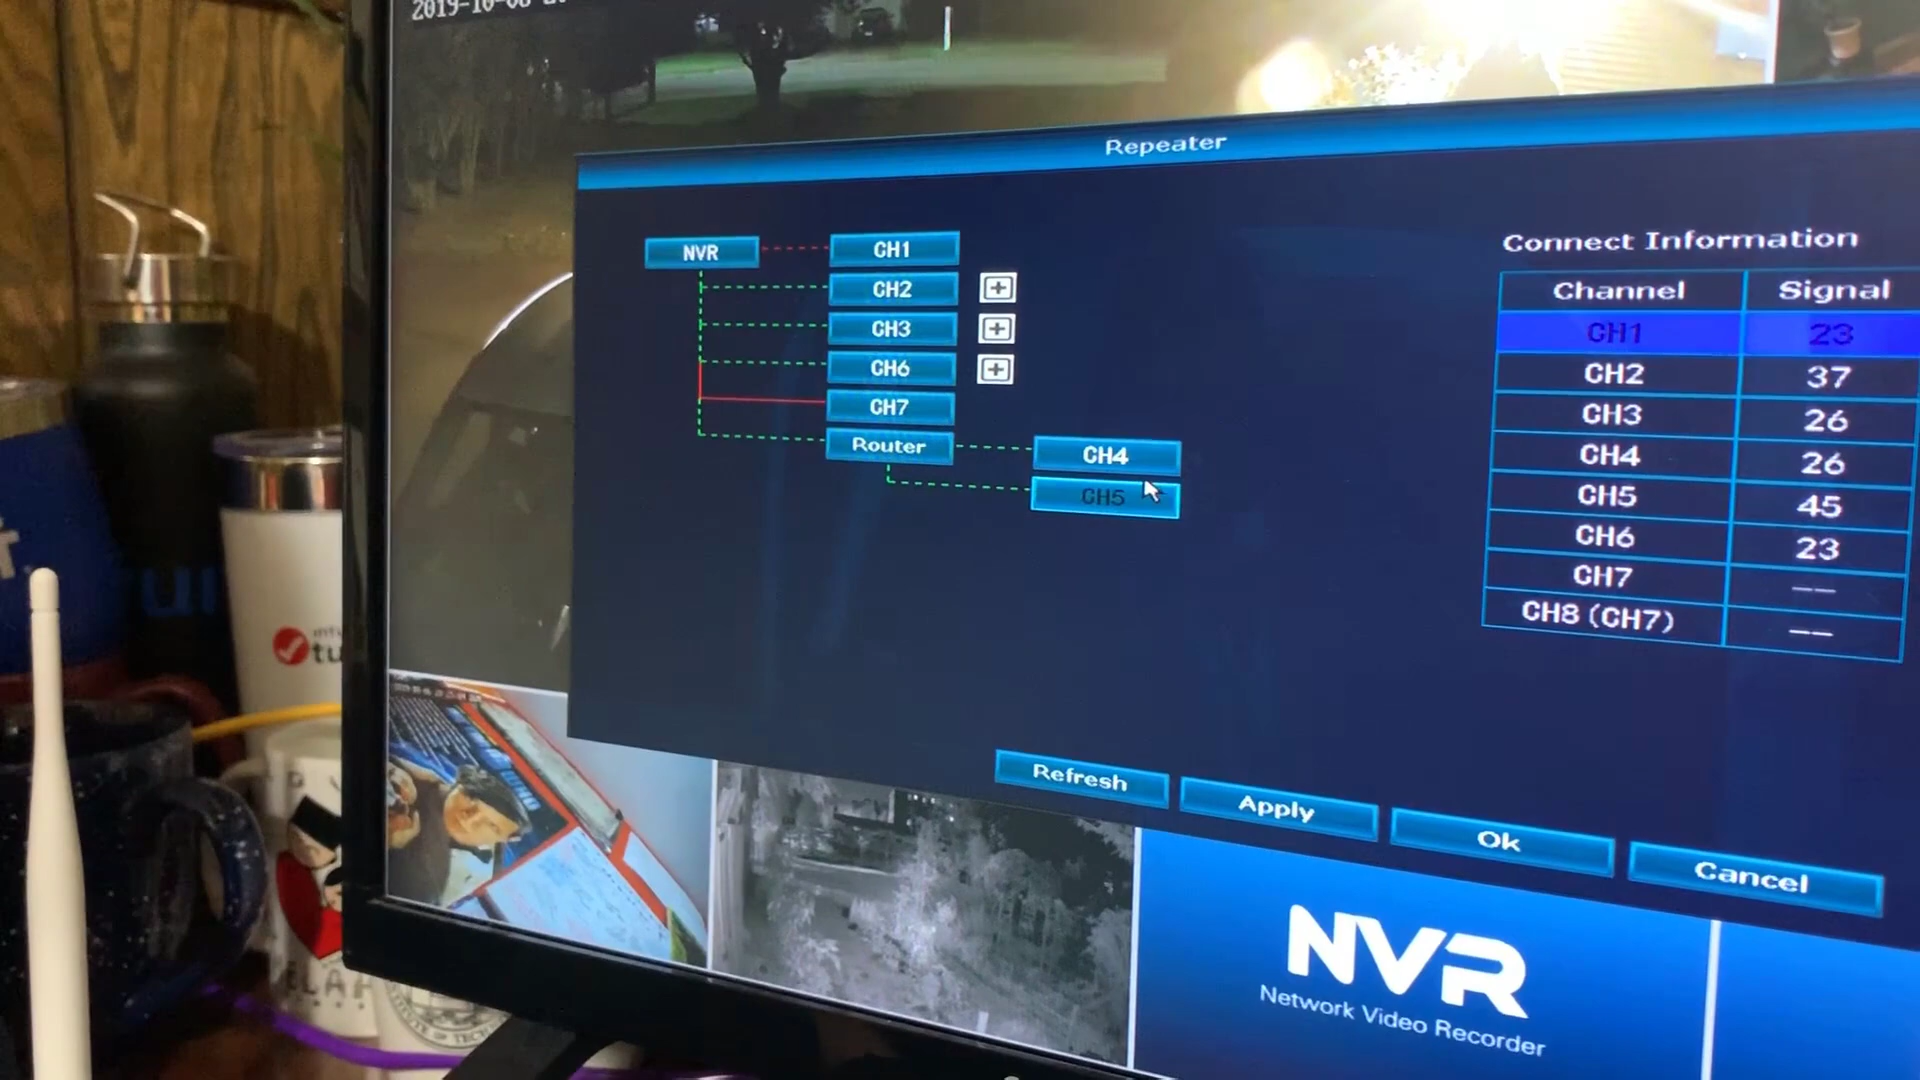 Repeater
NVR
CH1
CH2
CH3
CH6
CH7
Router
CH4
CH5
Connect Information
Channel Signal
CH1 23
CH2 37
CH3 26
CH4 26
CH5 45
CH6 23
CH7 --
CH8 (CH7) --
Refresh
Apply
Ok
Cancel
NVR
Network Video Recorder